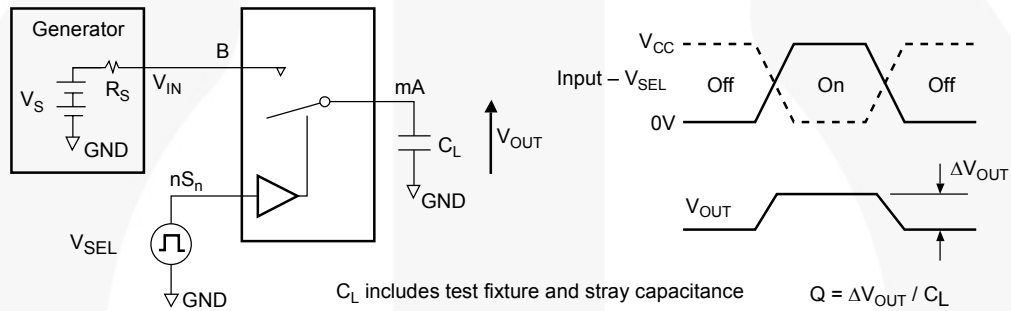 Generator
B
R_S
V_IN
V_S
GND
mA
C_L
V_OUT
GND
nS_n
V_SEL
GND
C_L includes test fixture and stray capacitance
V_CC
Input – V_SEL
Off
On
Off
0V
ΔV_OUT
V_OUT
Q = ΔV_OUT / C_L